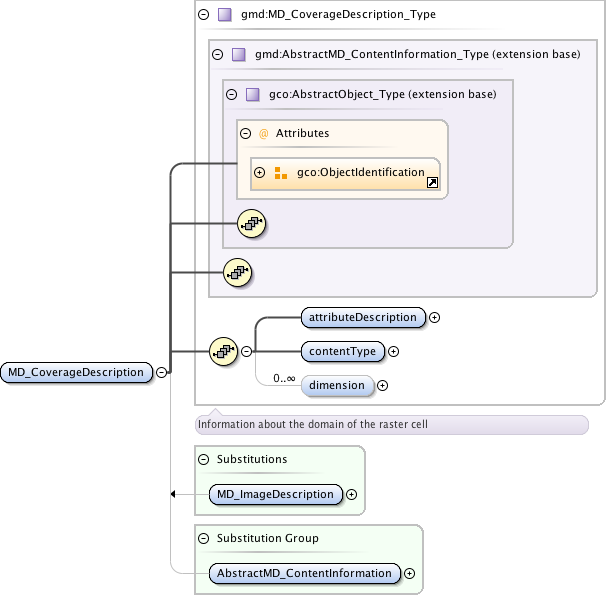 gmd:MD_CoverageDescription_Type
gmd:AbstractMD_ContentInformation_Type (extension base)
gco:AbstractObject_Type (extension base)
@ Attributes
gco:ObjectIdentification
attributeDescription
contentType
MD_CoverageDescription
0..∞
dimension
Information about the domain of the raster cell
Substitutions
MD_ImageDescription
Substitution Group
AbstractMD_ContentInformation